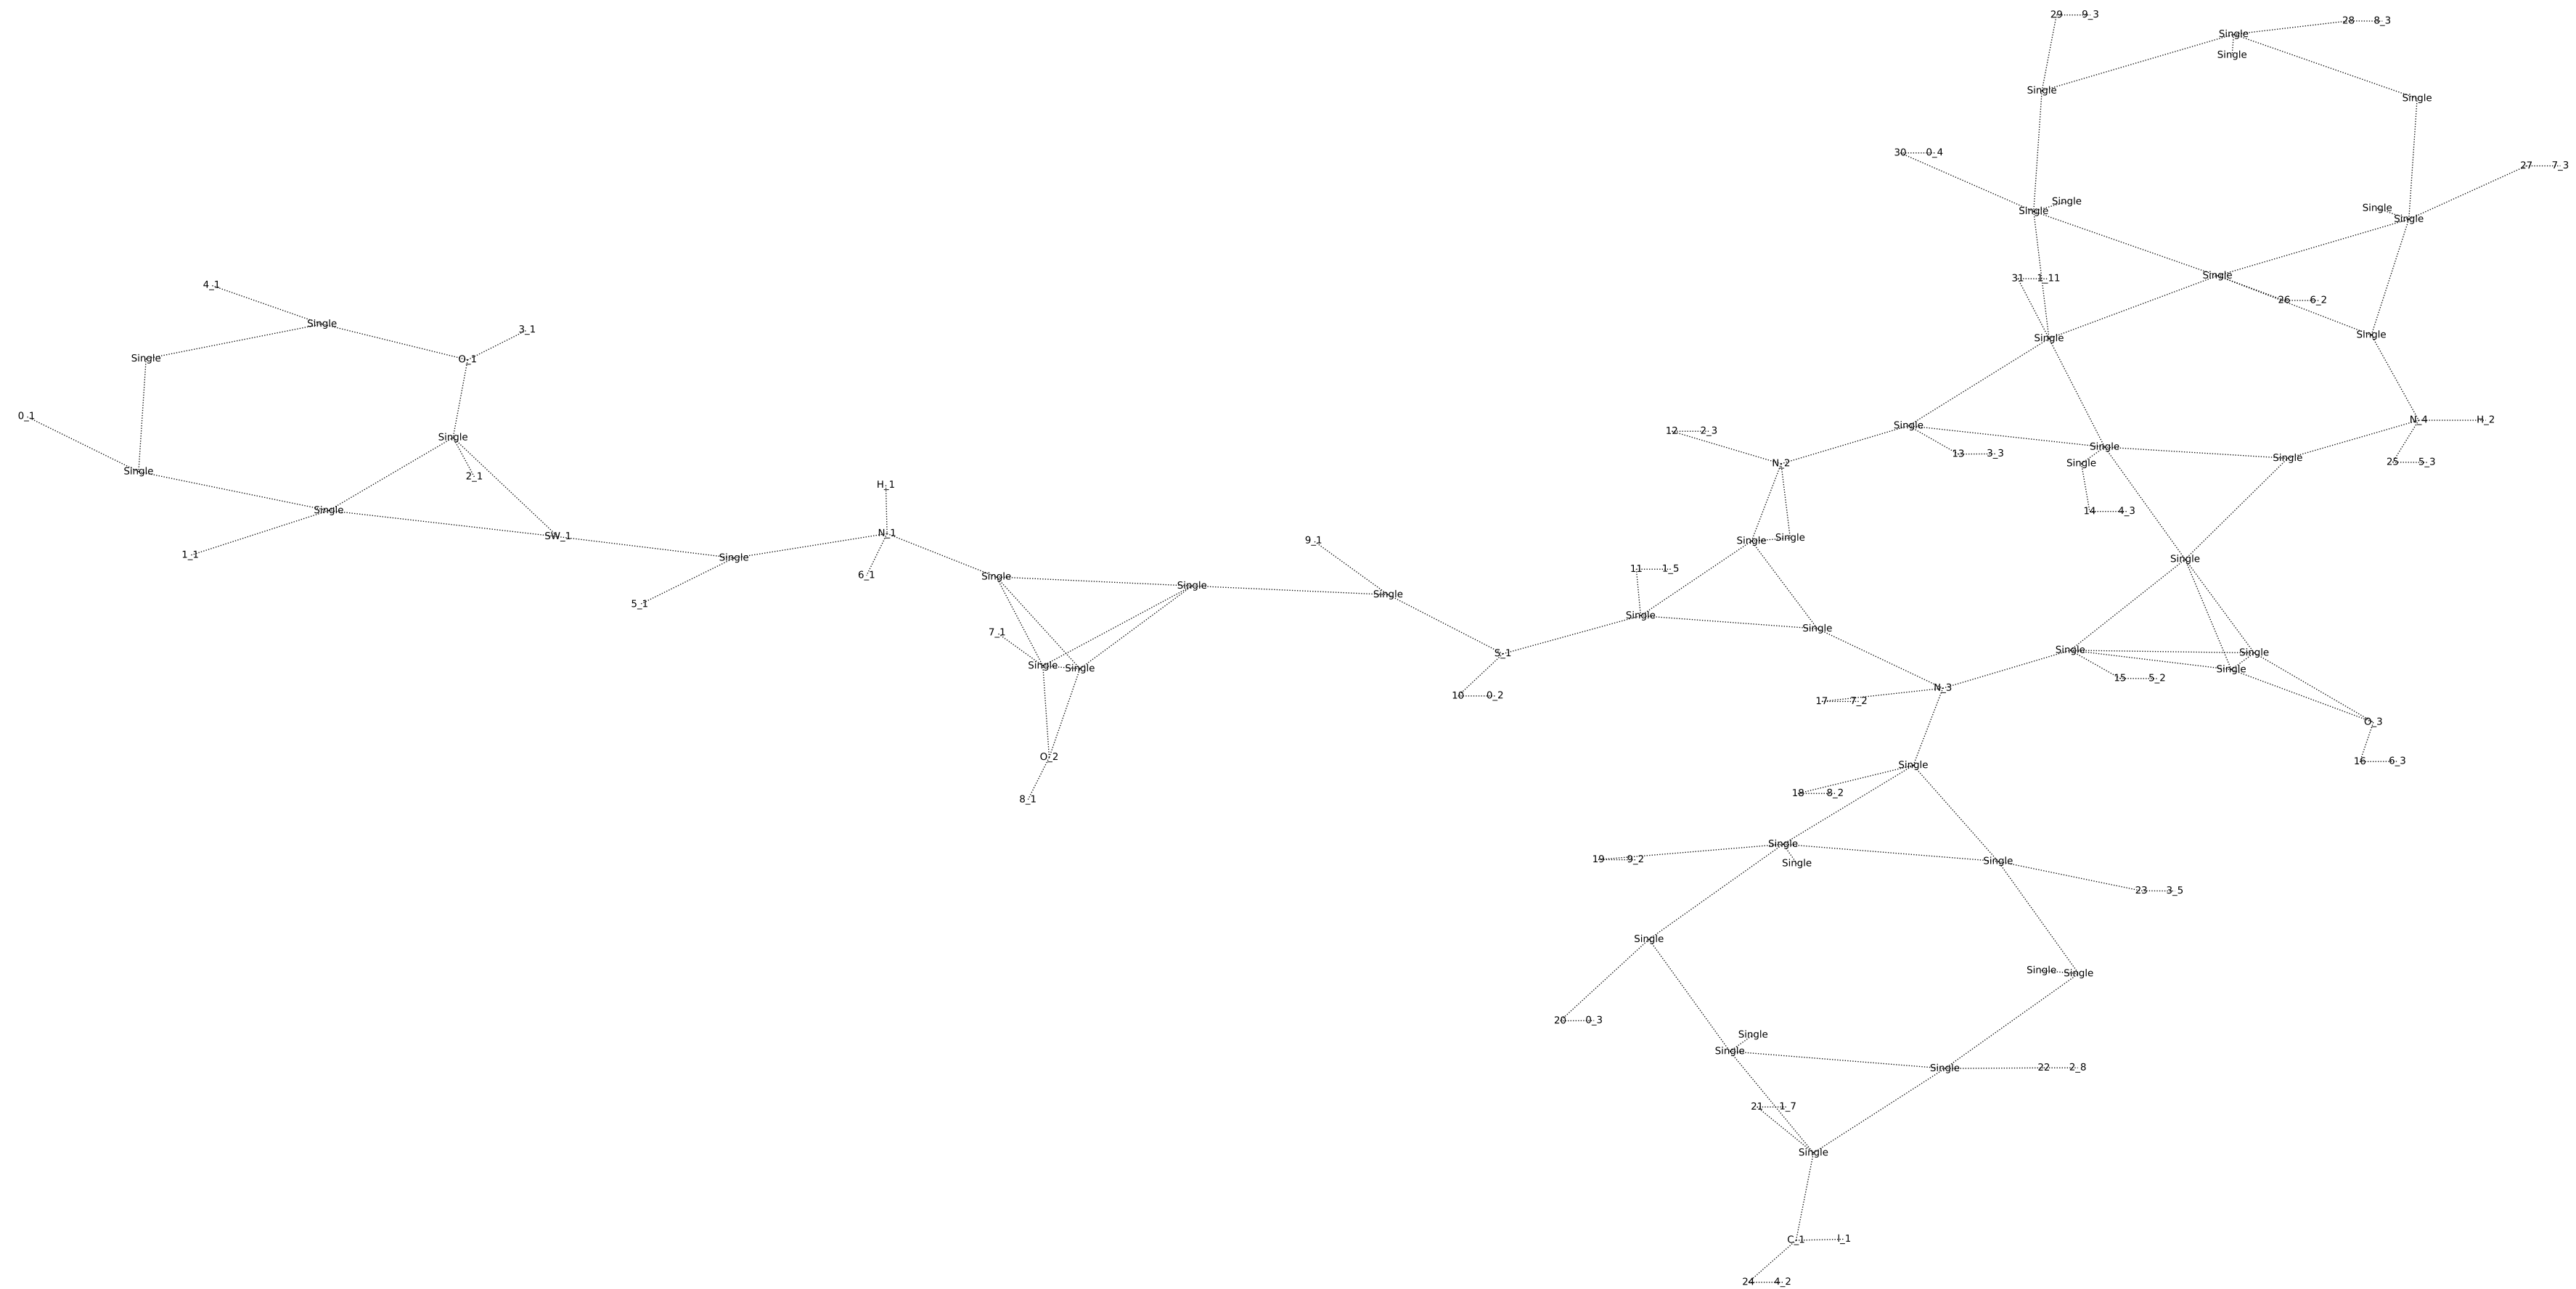 29 9_3
28 8_3
Single
Single
Single
Single
30 0_4
27 7_3
Single
Single
Single
Single
Single
31 1_11
4_1
26 6_2
Single
3_1
SIngle
Single
Single
O_1
0_1
N_4 H_2
Single
12 2_3
Single
Single
13 3_3
Single
25 5_3
Single
N_2
Single
2_1
H_1
Single
14 4_3
N_1
SW_1
Single
9_1
Single
1_1
Single
Single
11 1_5
6_1
Single
Single
Single
5_1
Single
Single
7_1
Single
Single
S_1
Single
Single
Single
Single
15 5_2
N_3
10 0_2
17 7_2
O_3
O_2
16 6_3
Single
18 8_2
8_1
Single
19 9_2
Single
Single
23 3_5
Single
Single
Single
20 0_3
Single
Single
Single
22 2_8
21 1_7
Single
C_1 I_1
24 4_2